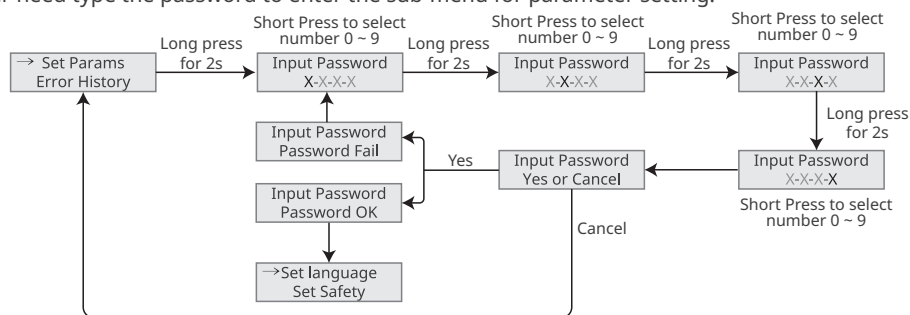 need type the password to enter the sub-menu for parameter setting.
Short Press to select
number 0 ~ 9
Short Press to select
number 0 ~ 9
Short Press to select
number 0 ~ 9
→ Set Params
Error History
Long press
for 2s
Input Password
X-X-X-X
Long press
for 2s
Input Password
X-X-X-X
Long press
for 2s
Input Password
X-X-X-X
Long press
for 2s
Input Password
Password Fail
Yes
Input Password
Yes or Cancel
Input Password
X-X-X-X
Short Press to select
number 0 ~ 9
Input Password
Password OK
Cancel
→Set language
Set Safety